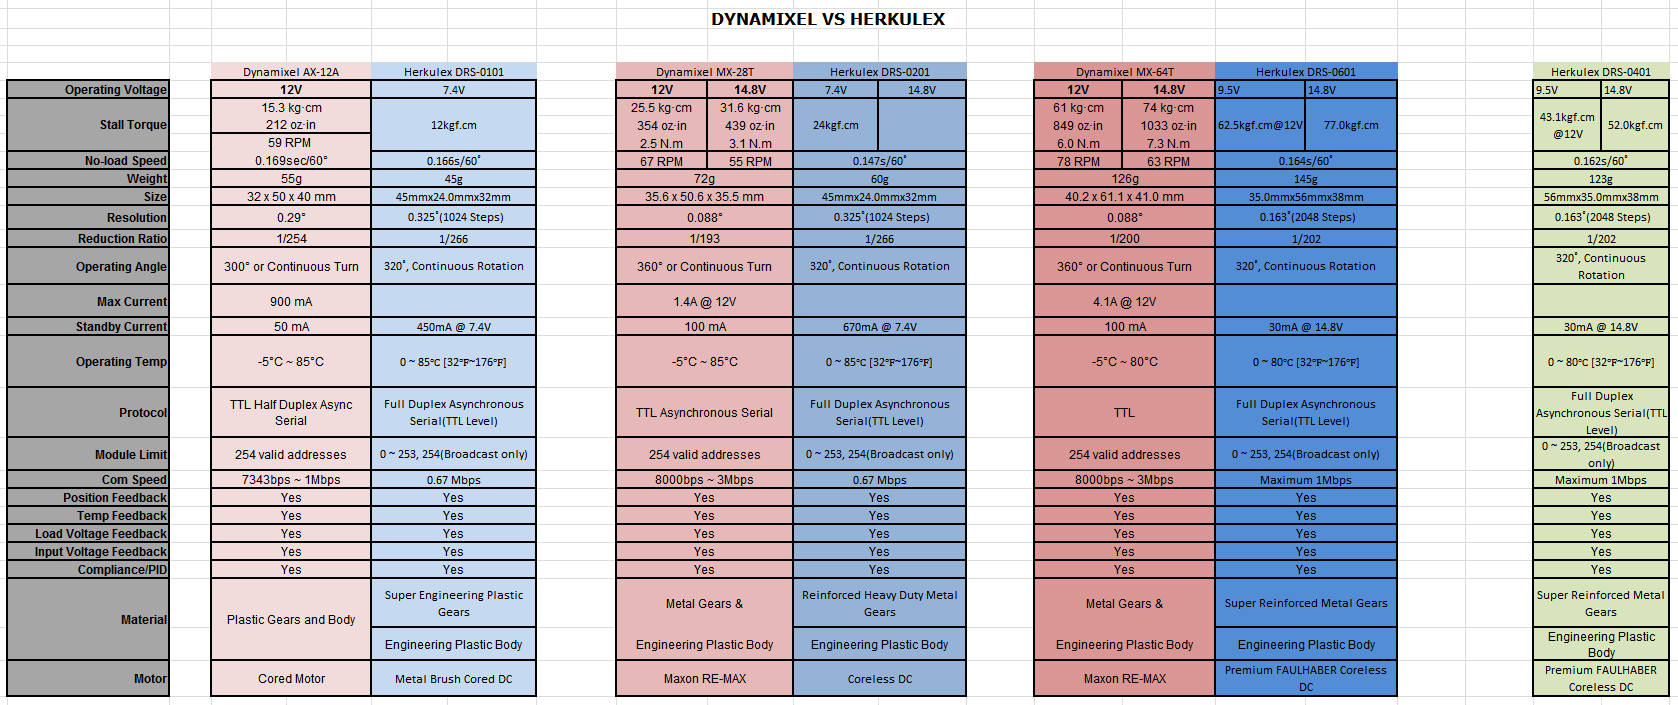 DYNAMIXEL VS HERKULEX
Dynamixel AX-12A Herkulex DRS-0101 Dynamixel MX-28T Herkulex DRS-0201 Dynamixel MX-64T Herkulex DRS-0601 Herkulex DRS-0401
Operating Voltage 12V 7.4V 12V 14.8V 7.4V 14.8V 12V 14.8V 9.5V 14.8V 9.5V 14.8V
Stall Torque
15.3 kg·cm
212 oz·in
59 RPM
12kgf.cm
25.5 kg·cm
354 oz·in
2.5 N.m
31.6 kg·cm
439 oz·in
3.1 N.m
24kgf.cm
61 kg·cm
849 oz·in
6.0 N.m
74 kg·cm
1033 oz·in
7.3 N.m
62.5kgf.cm@12V 77.0kgf.cm
43.1kgf.cm
@12V
52.0kgf.cm
No-load Speed 0.169sec/60° 0.166s/60˚ 67 RPM 55 RPM 0.147s/60˚ 78 RPM 63 RPM 0.164s/60˚ 0.162s/60˚
Weight 55g 45g 72g 60g 126g 145g 123g
Size 32 x 50 x 40 mm 45mmx24.0mmx32mm 35.6 x 50.6 x 35.5 mm 45mmx24.0mmx32mm 40.2 x 61.1 x 41.0 mm 35.0mmx56mmx38mm 56mmx35.0mmx38mm
Resolution 0.29° 0.325˚(1024 Steps) 0.088° 0.325˚(1024 Steps) 0.088° 0.163˚(2048 Steps) 0.163˚(2048 Steps)
Reduction Ratio 1/254 1/266 1/193 1/266 1/200 1/202 1/202
Operating Angle 300° or Continuous Turn 320˚, Continuous Rotation 360° or Continuous Turn 320˚, Continuous Rotation 360° or Continuous Turn 320˚, Continuous Rotation
320˚, Continuous
Rotation
Max Current 900 mA 1.4A @ 12V 4.1A @ 12V
Standby Current 50 mA 450mA @ 7.4V 100 mA 670mA @ 7.4V 100 mA 30mA @ 14.8V 30mA @ 14.8V
Operating Temp -5°C ~ 85°C 0 ~ 85℃ [32℉~176℉] -5°C ~ 85°C 0 ~ 85℃ [32℉~176℉] -5°C ~ 80°C 0 ~ 80℃ [32℉~176℉] 0 ~ 80℃ [32℉~176℉]
Protocol
TTL Half Duplex Async
Serial
Full Duplex Asynchronous
Serial(TTL Level)
TTL Asynchronous Serial
Full Duplex Asynchronous
Serial(TTL Level)
TTL
Full Duplex Asynchronous
Serial(TTL Level)
Full Duplex
Asynchronous Serial(TTL
Level)
Module Limit 254 valid addresses 0 ~ 253, 254(Broadcast only) 254 valid addresses 0 ~ 253, 254(Broadcast only) 254 valid addresses 0 ~ 253, 254(Broadcast only)
0 ~ 253, 254(Broadcast
only)
Com Speed 7343bps ~ 1Mbps 0.67 Mbps 8000bps ~ 3Mbps 0.67 Mbps 8000bps ~ 3Mbps Maximum 1Mbps Maximum 1Mbps
Position Feedback Yes Yes Yes Yes Yes Yes Yes
Temp Feedback Yes Yes Yes Yes Yes Yes Yes
Load Voltage Feedback Yes Yes Yes Yes Yes Yes Yes
Input Voltage Feedback Yes Yes Yes Yes Yes Yes Yes
Compliance/PID Yes Yes Yes Yes Yes Yes Yes
Material
Plastic Gears and Body
Super Engineering Plastic
Gears
Engineering Plastic Body
Metal Gears &
Engineering Plastic Body
Reinforced Heavy Duty Metal
Gears
Engineering Plastic Body
Metal Gears &
Engineering Plastic Body
Super Reinforced Metal Gears
Engineering Plastic Body
Super Reinforced Metal
Gears
Engineering Plastic
Body
Motor Cored Motor Metal Brush Cored DC Maxon RE-MAX Coreless DC Maxon RE-MAX
Premium FAULHABER Coreless
DC
Premium FAULHABER
Coreless DC